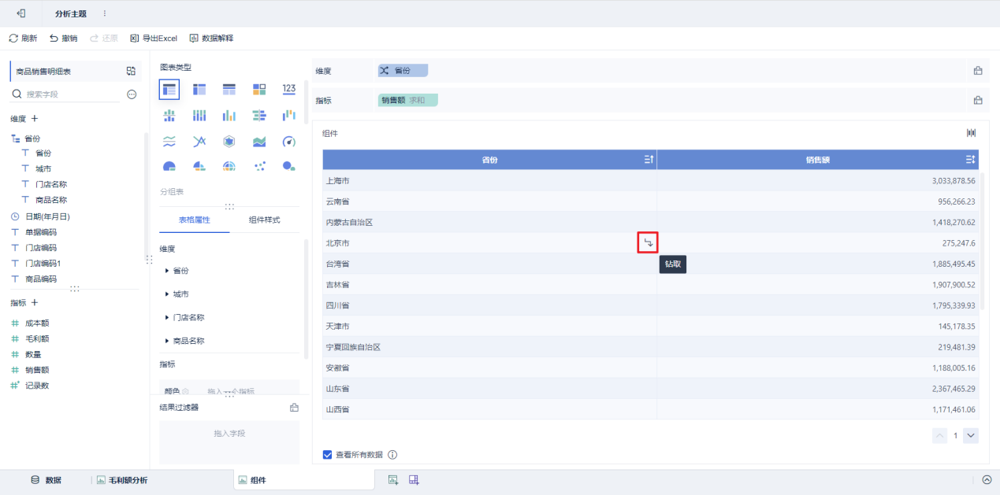 分析主题
刷新 撤销 还原 导出Excel 数据解释
商品销售明细表
搜索字段
维度
省份
省份
城市
门店名称
商品名称
日期(年月日)
单据编码
门店编码
门店编码1
商品编码
指标
成本额
毛利额
数量
销售额
记录数
图表类型
123
分组表
表格属性 组件样式
维度
省份
城市
门店名称
商品名称
指标
颜色 拖入一个指标
结果过滤器
拖入字段
维度 省份
指标 销售额 求和
组件
省份 销售额
上海市 3,033,878.56
云南省 956,266.23
内蒙古自治区 1,418,270.62
北京市 275,247.6
钻取
台湾省 1,885,495.45
吉林省 1,907,900.52
四川省 1,795,339.93
天津市 145,178.35
宁夏回族自治区 219,481.39
安徽省 1,188,005.16
山东省 2,367,465.29
山西省 1,171,461.06
1
查看所有数据
数据 毛利额分析 组件